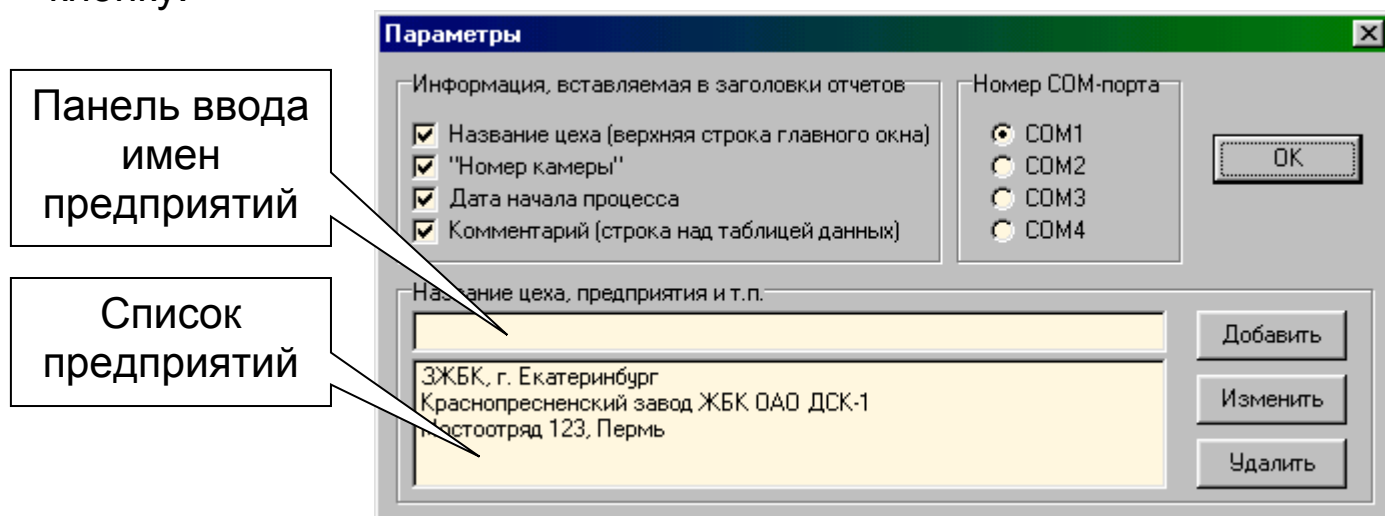 кнопку.
Параметры
Панель ввода
имен
предприятий
Список
предприятий
Информация, вставляемая в заголовки отчетов
Название цеха (верхняя строка главного окна)
"Номер камеры"
Дата начала процесса
Комментарий (строка над таблицей данных)
Номер COM-порта
COM1
COM2
COM3
COM4
OK
Название цеха, предприятия и т.п.
ЗЖБК, г. Екатеринбург
Краснопресненский завод ЖБК ОАО ДСК-1
Мостоотряд 123, Пермь
Добавить
Изменить
Удалить